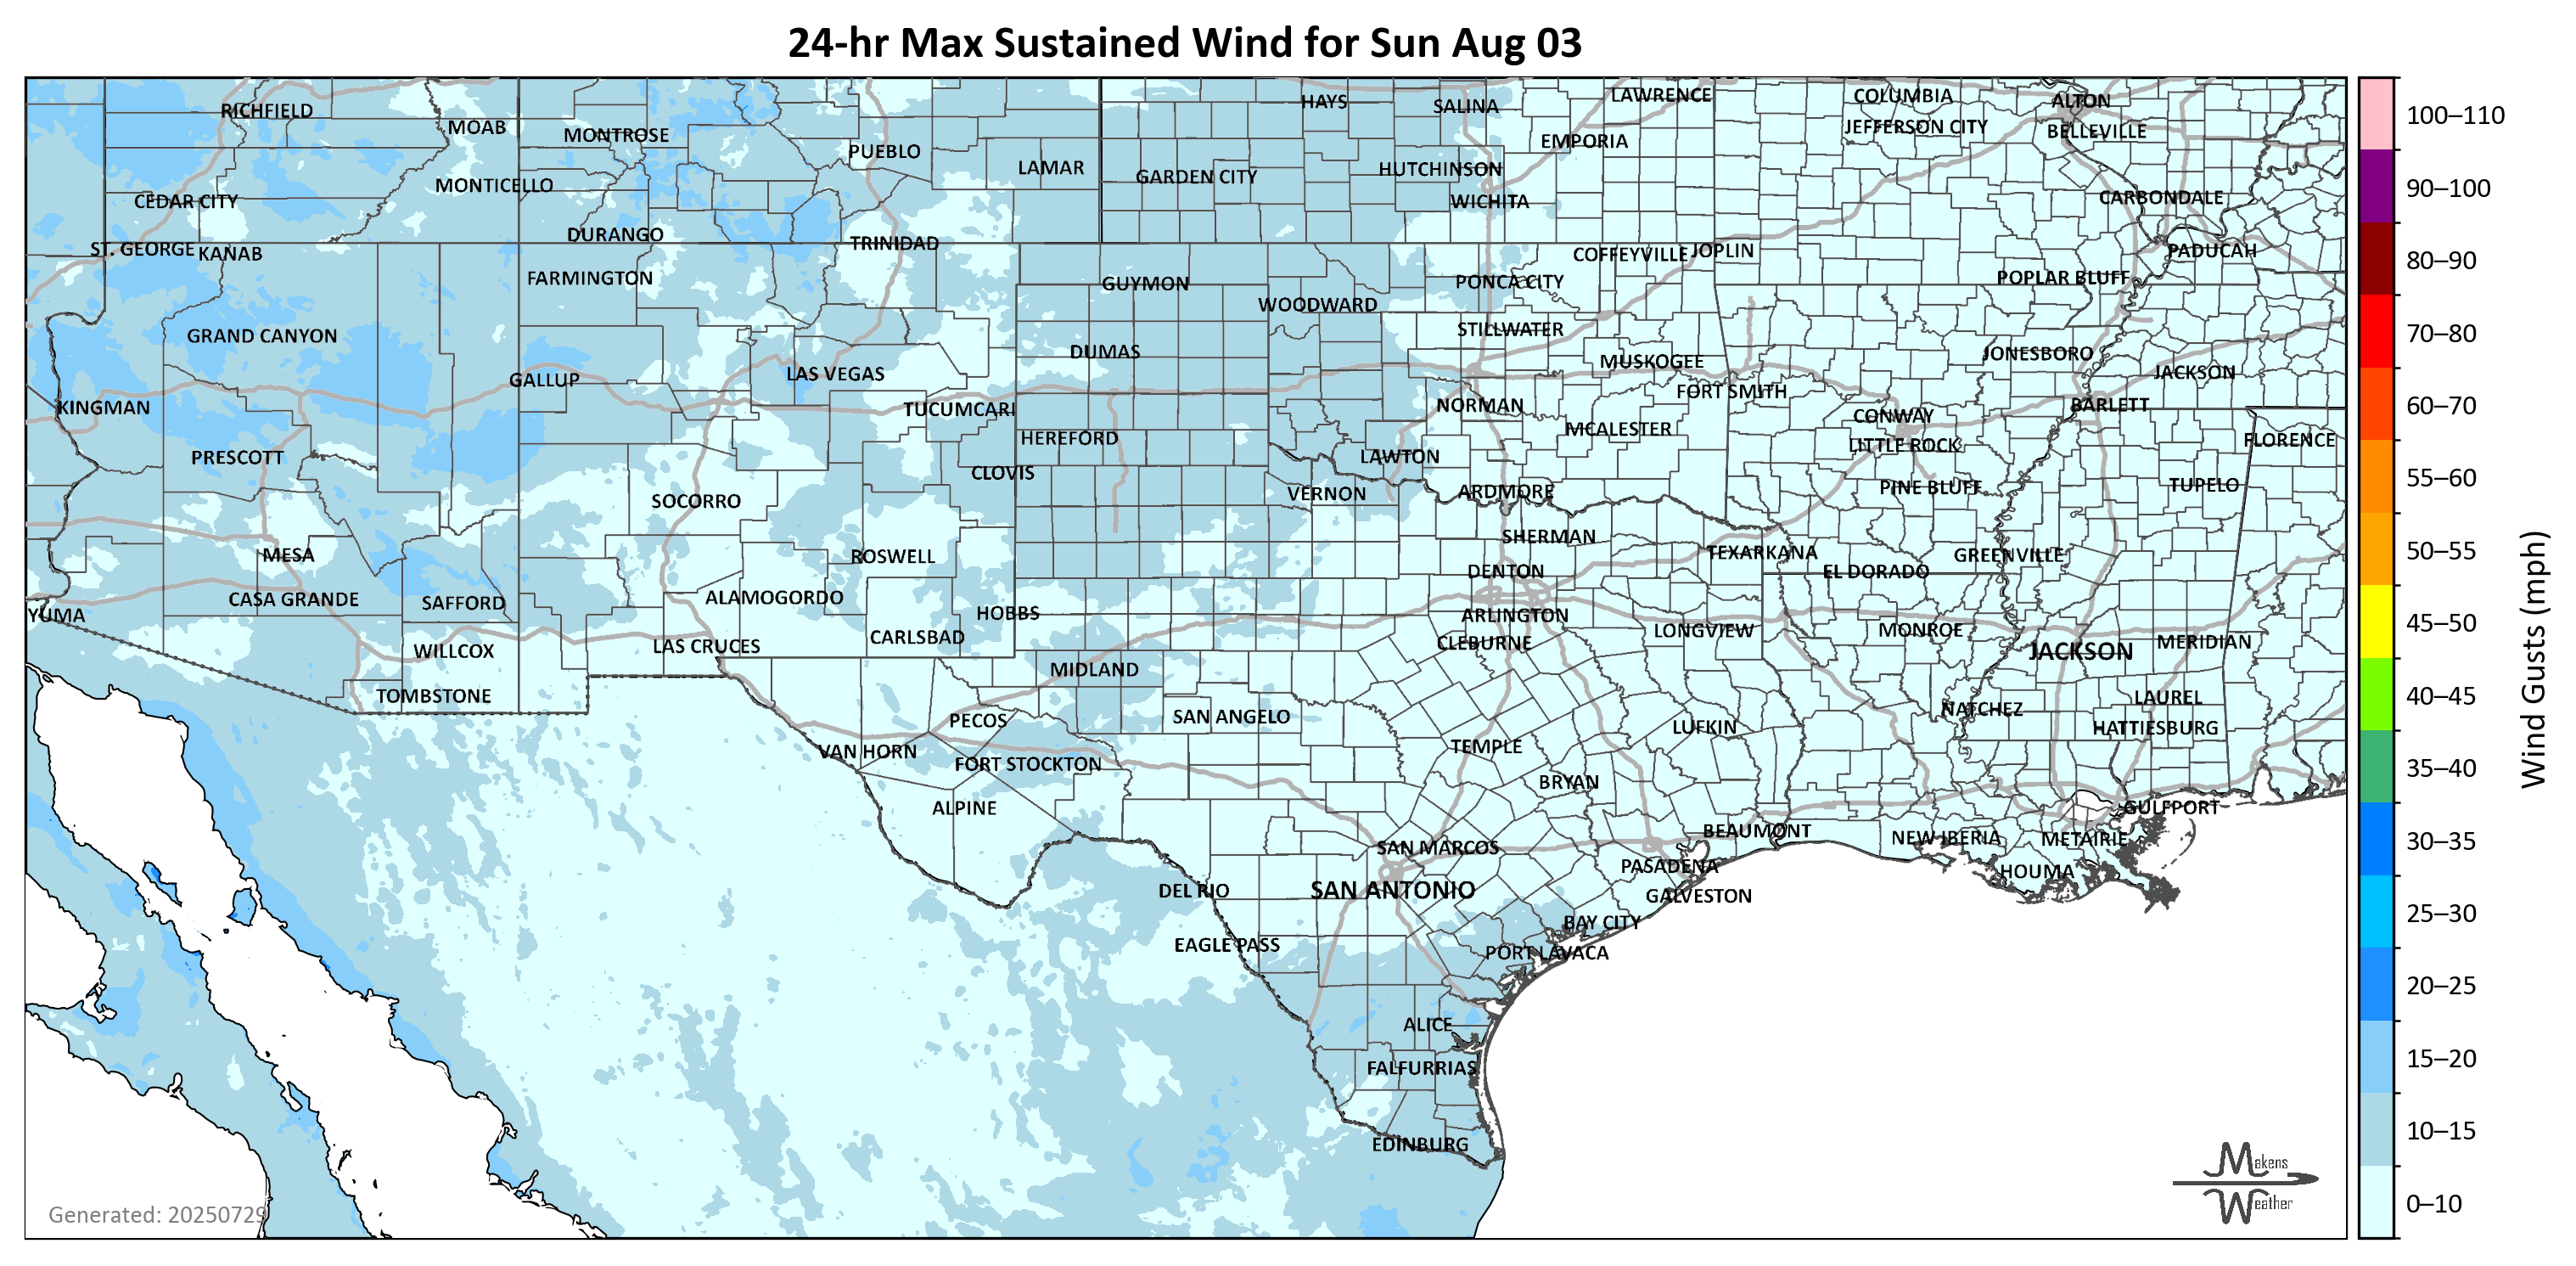 24-hr Max Sustained Wind for Sun Aug 03
RICHFIELD
MOAB
MONTROSE
PUEBLO
LAMAR
HAYS
SALINA
LAWRENCE
COLUMBIA
ALTON
EMPORIA
JEFFERSON CITY
BELLEVILLE
GARDEN CITY
HUTCHINSON
MONTICELLO
CEDAR CITY
WICHITA
CARBONDALE
DURANGO
TRINIDAD
ST. GEORGE
KANAB
COFFEYVILLE
JOPLIN
PADUCAH
FARMINGTON
GUYMON
PONCA CITY
POPLAR BLUFF
WOODWARD
GRAND CANYON
STILLWATER
DUMAS
JONESBORO
MUSKOGEE
JACKSON
GALLUP
LAS VEGAS
FORT SMITH
KINGMAN
TUCUMCARI
NORMAN
BARLETT
CONWAY
MCALESTER
HEREFORD
LITTLE ROCK
FLORENCE
PRESCOTT
LAWTON
CLOVIS
TUPELO
PINE BLUFF
VERNON
ARDMORE
SOCORRO
SHERMAN
MESA
ROSWELL
TEXARKANA
GREENVILLE
DENTON
EL DORADO
CASA GRANDE
SAFFORD
ALAMOGORDO
YUMA
HOBBS
ARLINGTON
LONGVIEW
MONROE
CARLSBAD
CLEBURNE
MERIDIAN
LAS CRUCES
WILLCOX
JACKSON
MIDLAND
TOMBSTONE
LAUREL
PECOS
SAN ANGELO
NATCHEZ
LUFKIN
HATTIESBURG
VAN HORN
TEMPLE
FORT STOCKTON
BRYAN
ALPINE
GULFPORT
BEAUMONT
NEW IBERIA
METAIRIE
SAN MARCOS
PASADENA
HOUMA
DEL RIO
SAN ANTONIO
GALVESTON
BAY CITY
EAGLE PASS
PORT LAVACA
ALICE
FALFURRIAS
EDINBURG
Generated: 20250729
Makens
Weather
100–110
90–100
80–90
70–80
60–70
55–60
50–55
45–50
40–45
35–40
30–35
25–30
20–25
15–20
10–15
0–10
Wind Gusts (mph)